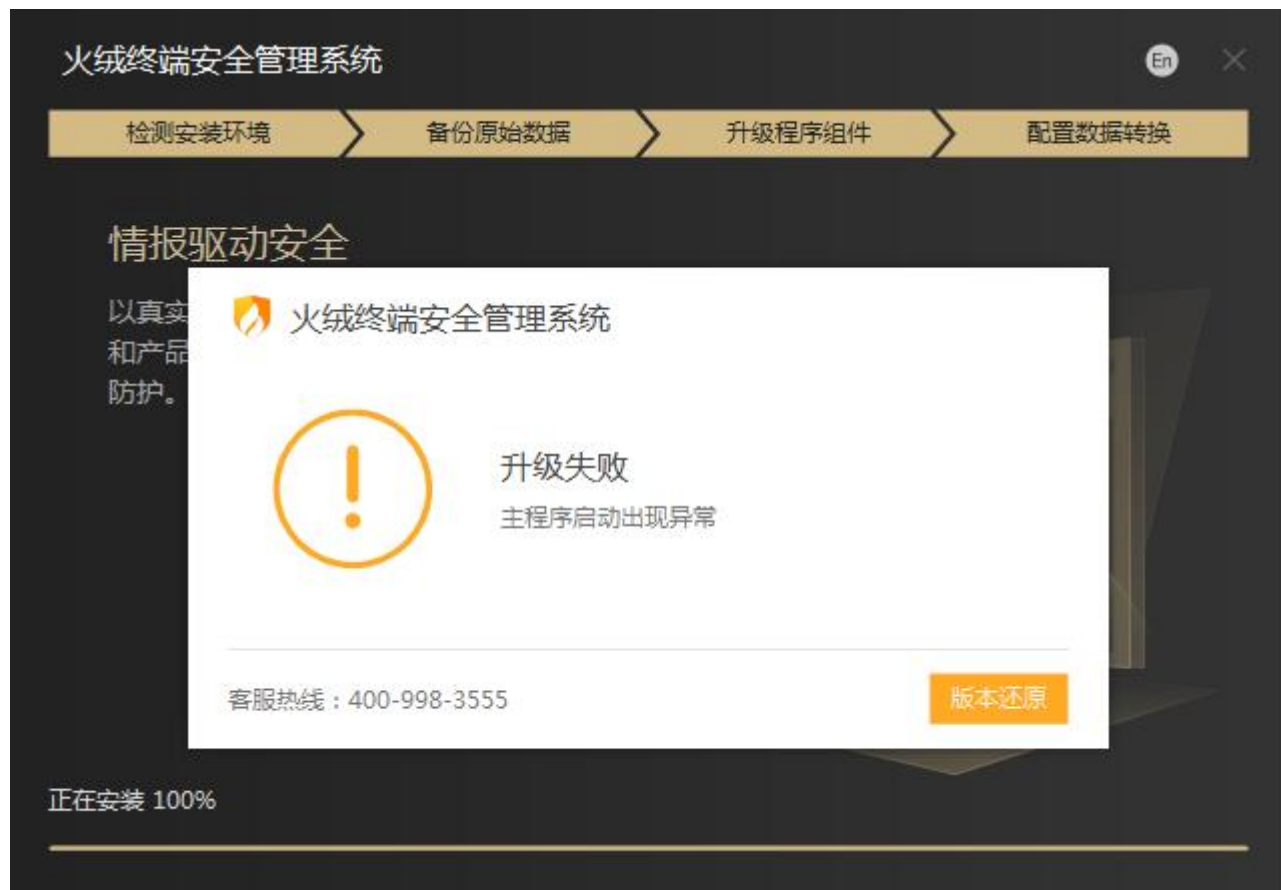 火绒终端安全管理系统
En
检测安装环境
备份原始数据
升级程序组件
配置数据转换
情报驱动安全
以真实
和产品
防护。
火绒终端安全管理系统
升级失败
主程序启动出现异常
客服热线：400-998-3555
版本还原
正在安装 100%